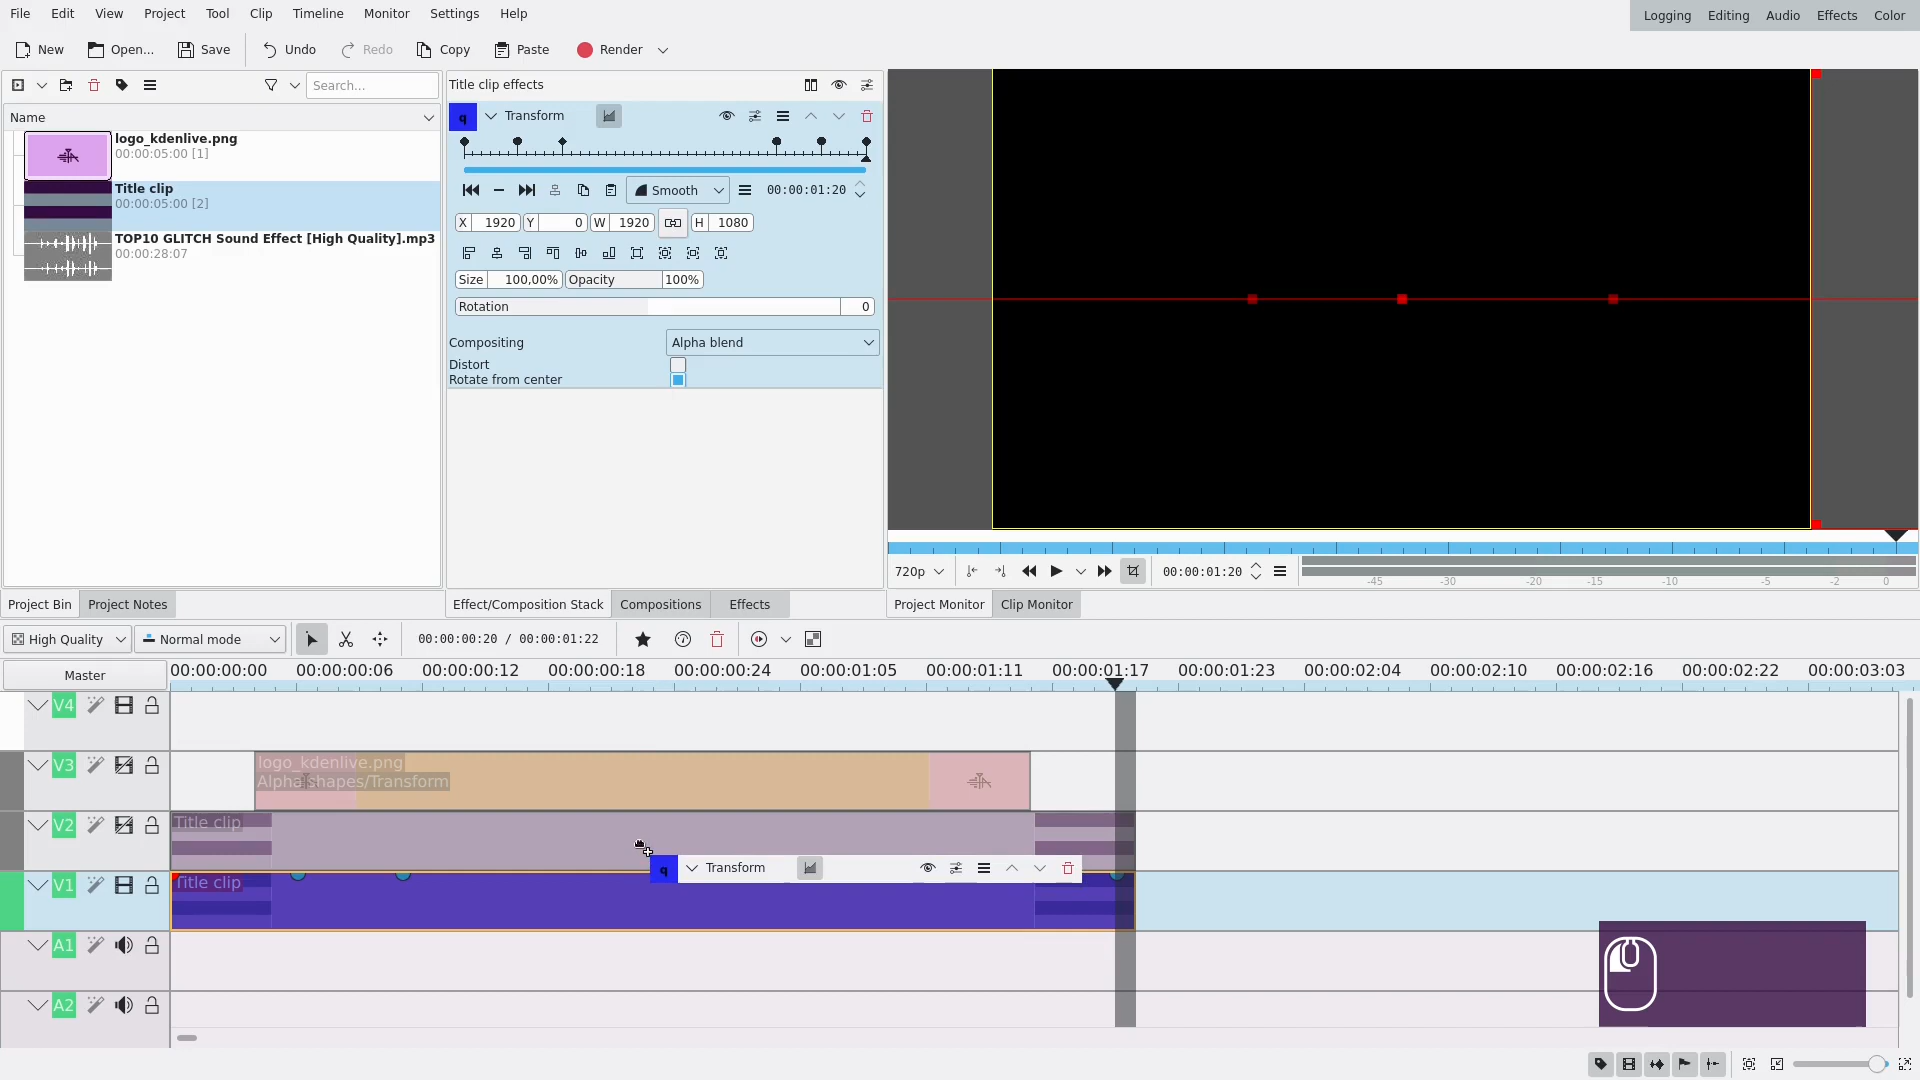 File Edit View Project Tool Clip Timeline Monitor Settings Help
Logging Editing Audio Effects Color
New Open... Save Undo Redo Copy Paste Render
Search...
Name
logo_kdenlive.png
00:00:05:00 [1]
Title clip
00:00:05:00 [2]
TOP10 GLITCH Sound Effect [High Quality].mp3
00:00:28:07
Title clip effects
q Transform
Smooth 00:00:01:20
X 1920 Y 0 W 1920 H 1080
Size 100,00% Opacity 100%
Rotation 0
Compositing Alpha blend
Distort
Rotate from center
720p 00:00:01:20
-45 -30 -20 -15 -10 -5 -2 0
Project Bin Project Notes
Effect/Composition Stack Compositions Effects
Project Monitor Clip Monitor
High Quality Normal mode 00:00:00:20 / 00:00:01:22
Master
00:00:00:00 00:00:00:06 00:00:00:12 00:00:00:18 00:00:00:24 00:00:01:05 00:00:01:11 00:00:01:17 00:00:01:23 00:00:02:04 00:00:02:10 00:00:02:16 00:00:02:22 00:00:03:03
V4
V3
logo_kdenlive.png
Alpha shapes/Transform
V2
Title clip
q Transform
V1
Title clip
A1
A2